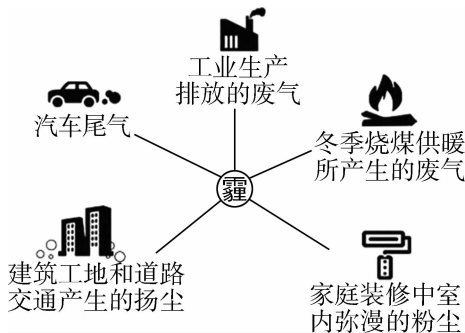 工业生产
排放的废气
汽车尾气
冬季烧煤供暖
所产生的废气
霾
建筑工地和道路
交通产生的扬尘
家庭装修中室
内弥漫的粉尘